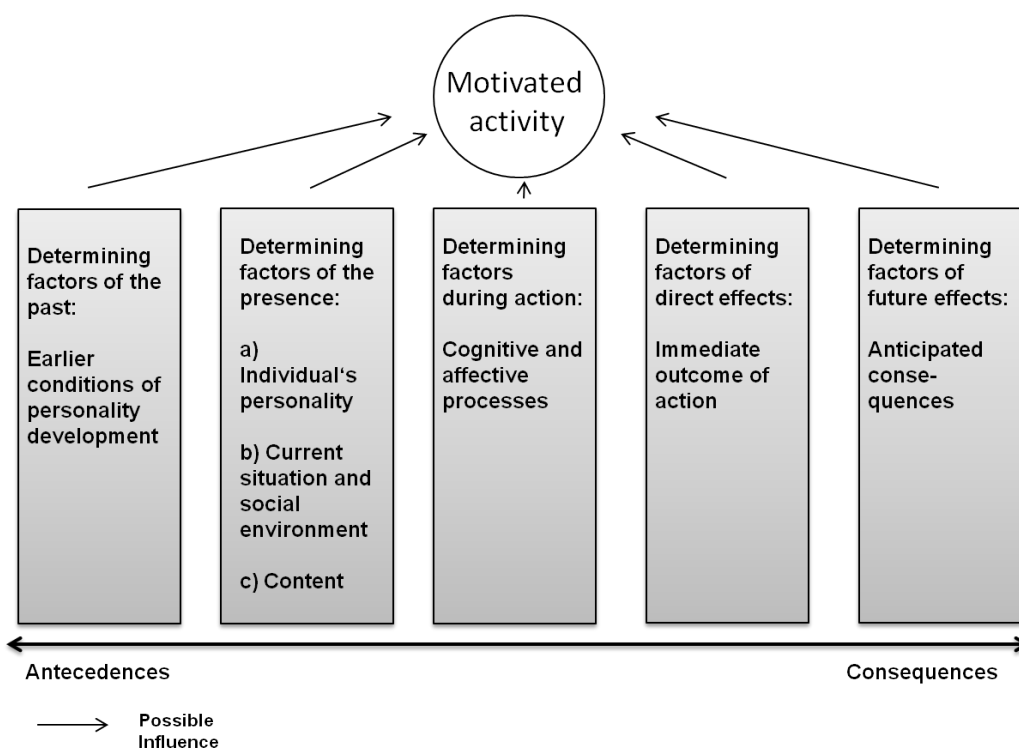 Motivated
activity
Determining
factors of the
past:
Earlier
conditions of
personality
development
Determining
factors of the
presence:
a)
Individual‘s
personality
b) Current
situation and
social
environment
c) Content
Determining
factors
during action:
Cognitive and
affective
processes
Determining
factors of
direct effects:
Immediate
outcome of
action
Determining
factors of
future effects:
Anticipated
conse-
quences
Antecedences
Consequences
Possible
Influence